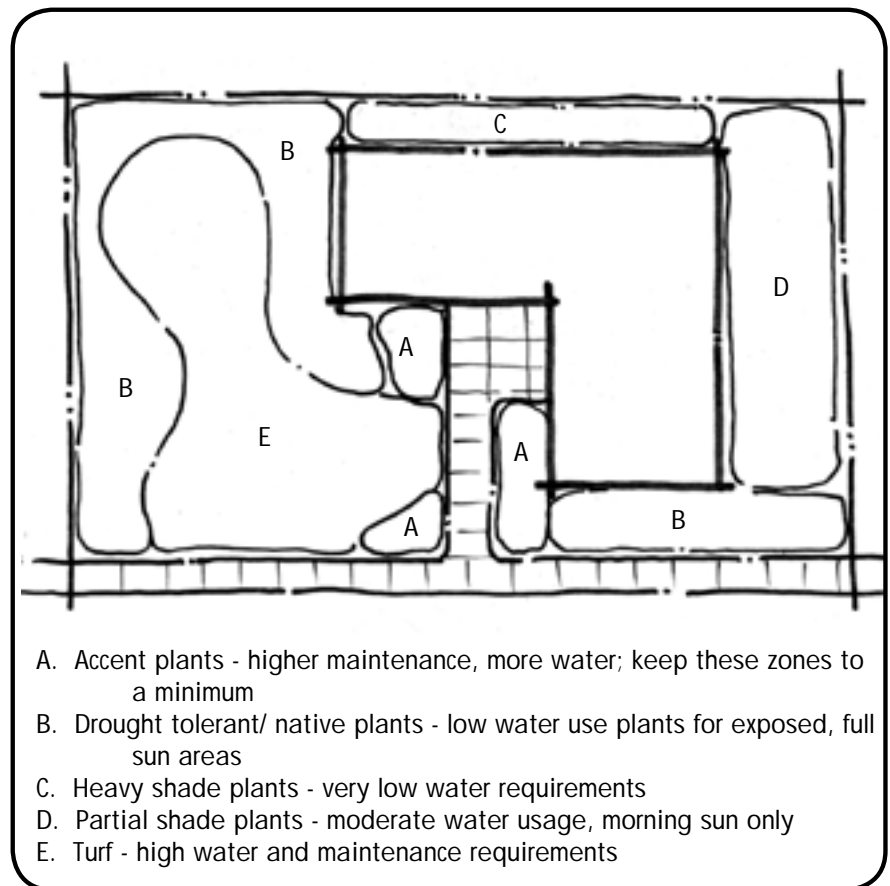 C
B
D
A
B
E
A
A
B
A. Accent plants - higher maintenance, more water; keep these zones to
a minimum
B. Drought tolerant/ native plants - low water use plants for exposed, full
sun areas
C. Heavy shade plants - very low water requirements
D. Partial shade plants - moderate water usage, morning sun only
E. Turf - high water and maintenance requirements